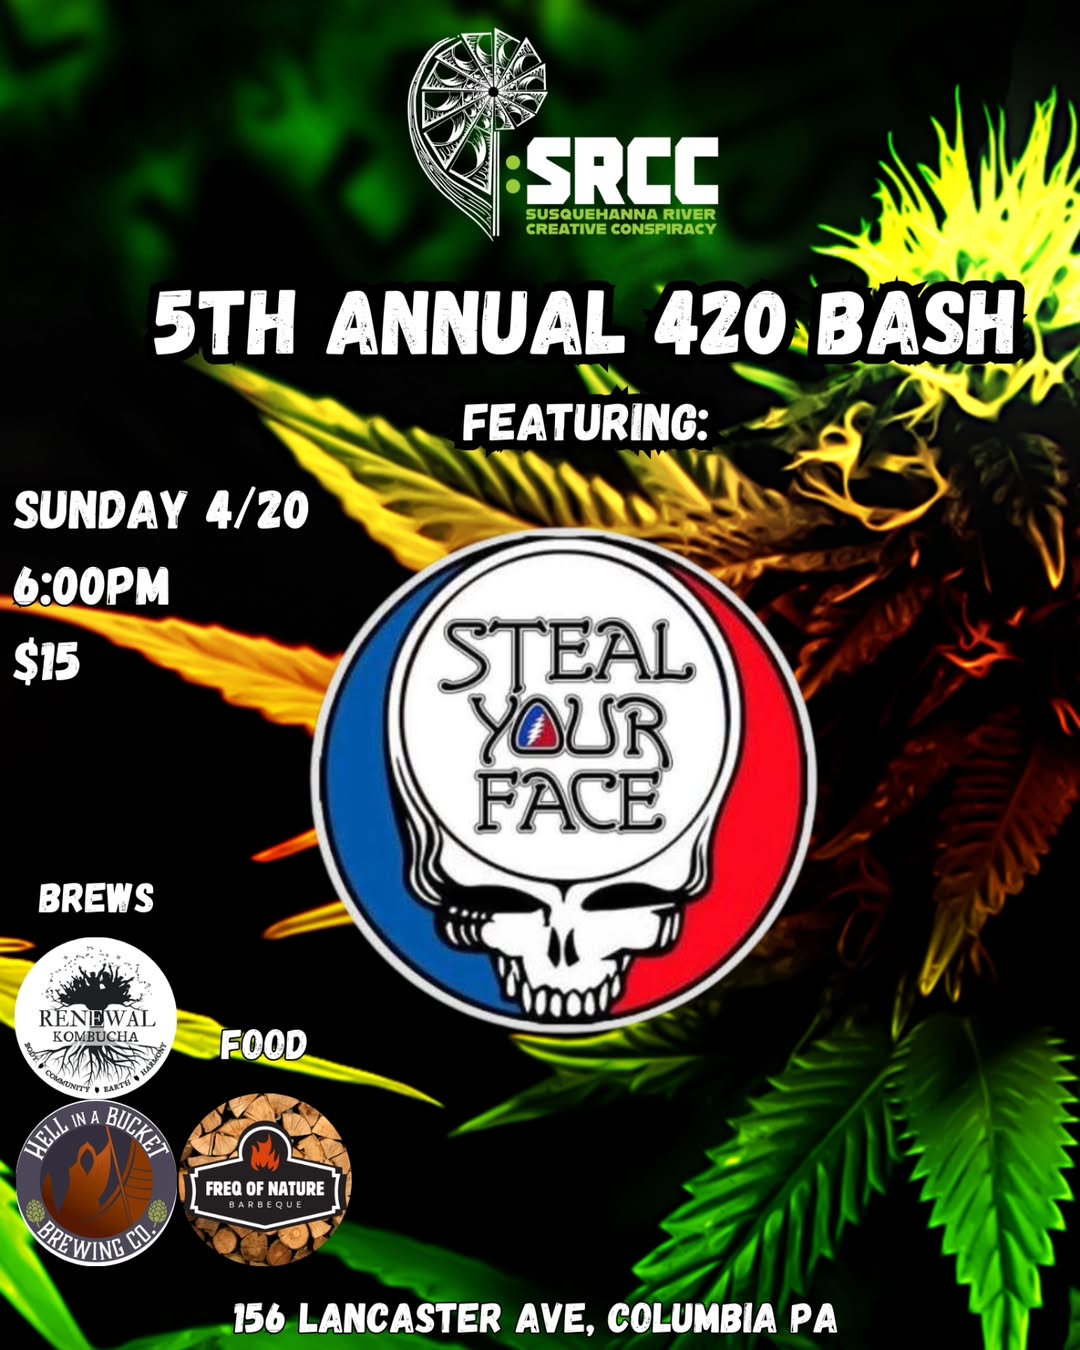 :SRCC
SUSQUEHANNA RIVER
CREATIVE CONSPIRACY
5TH ANNUAL 420 BASH
FEATURING:
SUNDAY 4/20
6:00PM
$15
STEAL
YOUR
FACE
BREWS
RENEWAL
KOMBUCHA
BODY COMMUNITY EARTH HARMONY
HELL IN A BUCKET
BREWING CO.
FOOD
FREQ OF NATURE
BARBEQUE
156 LANCASTER AVE, COLUMBIA PA